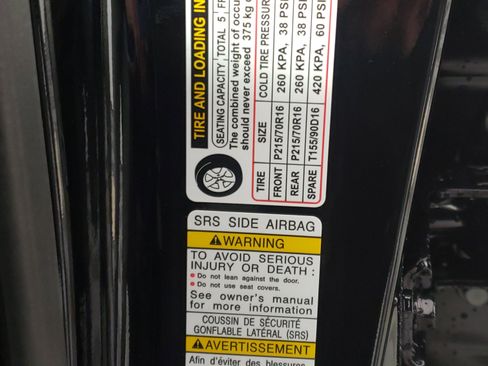 TIRE AND LOADING IN
SEATING CAPACITY, TOTAL 5, FR
The combined weight of occu
should never exceed 375 kg o
TIRE SIZE COLD TIRE PRESSUR
FRONT P215/70R16 260 KPA, 38 PSI
REAR P215/70R16 260 KPA, 38 PSI
SPARE T155/90D16 420 KPA, 60 PSI
SRS SIDE AIRBAG
WARNING
TO AVOID SERIOUS
INJURY OR DEATH :
Do not lean against the door.
Do not use seat covers.
See owner's manual
for more information
COUSSIN DE SÉCURITÉ
GONFLABLE LATÉRAL (SRS)
AVERTISSEMENT
Afin d'éviter des blessures